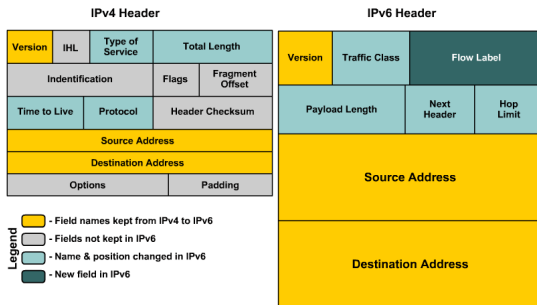 IPv4 Header
Version IHL Type of Service Total Length
Indentification Flags Fragment Offset
Time to Live Protocol Header Checksum
Source Address
Destination Address
Options Padding
Legend
- Field names kept from IPv4 to IPv6
- Fields not kept in IPv6
- Name & position changed in IPv6
- New field in IPv6
IPv6 Header
Version Traffic Class Flow Label
Payload Length Next Header Hop Limit
Source Address
Destination Address